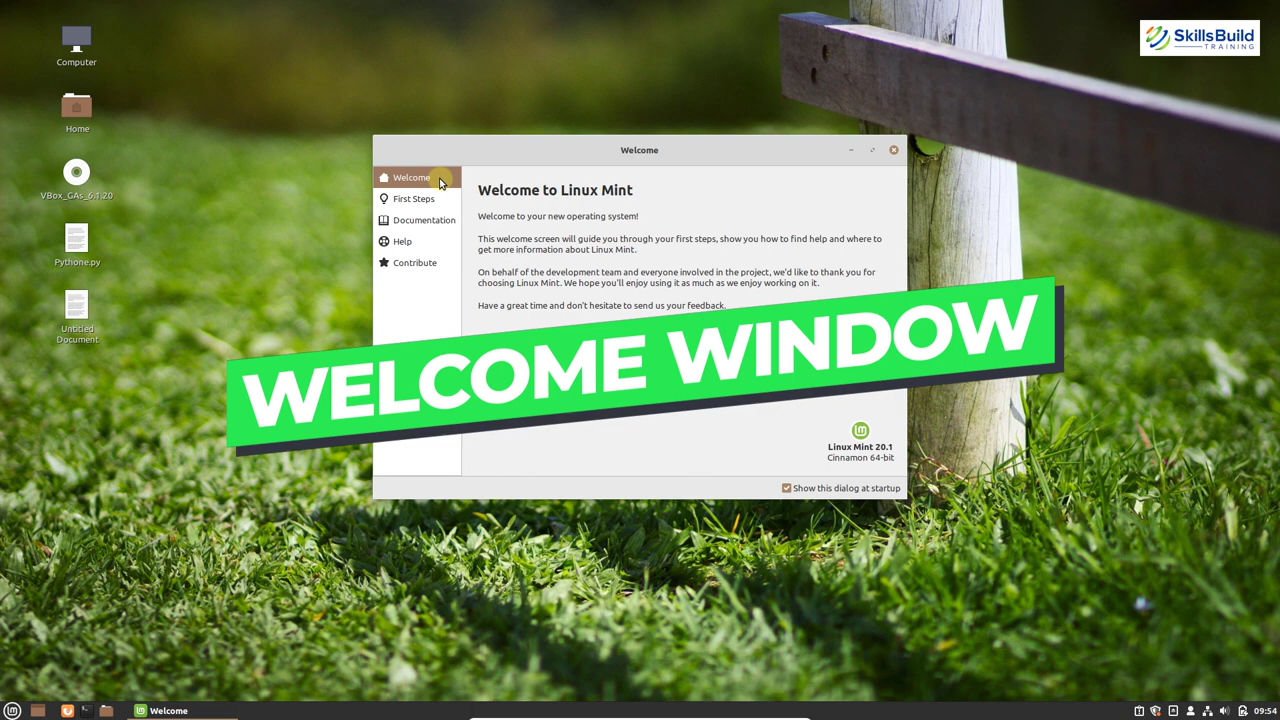 Computer
Home
VBox_GAs_6.1.20
Pythone.py
Untitled
Document
SkillsBuild
TRAINING
Welcome
Welcome
First Steps
Documentation
Help
Contribute
Welcome to Linux Mint
Welcome to your new operating system!
This welcome screen will guide you through your first steps, show you how to find help and where to
get more information about Linux Mint.
On behalf of the development team and everyone involved in the project, we'd like to thank you for
choosing Linux Mint. We hope you'll enjoy using it as much as we enjoy working on it.
Have a great time and don't hesitate to send us your feedback.
WELCOME WINDOW
Linux Mint 20.1
Cinnamon 64-bit
Show this dialog at startup
Welcome
09:54